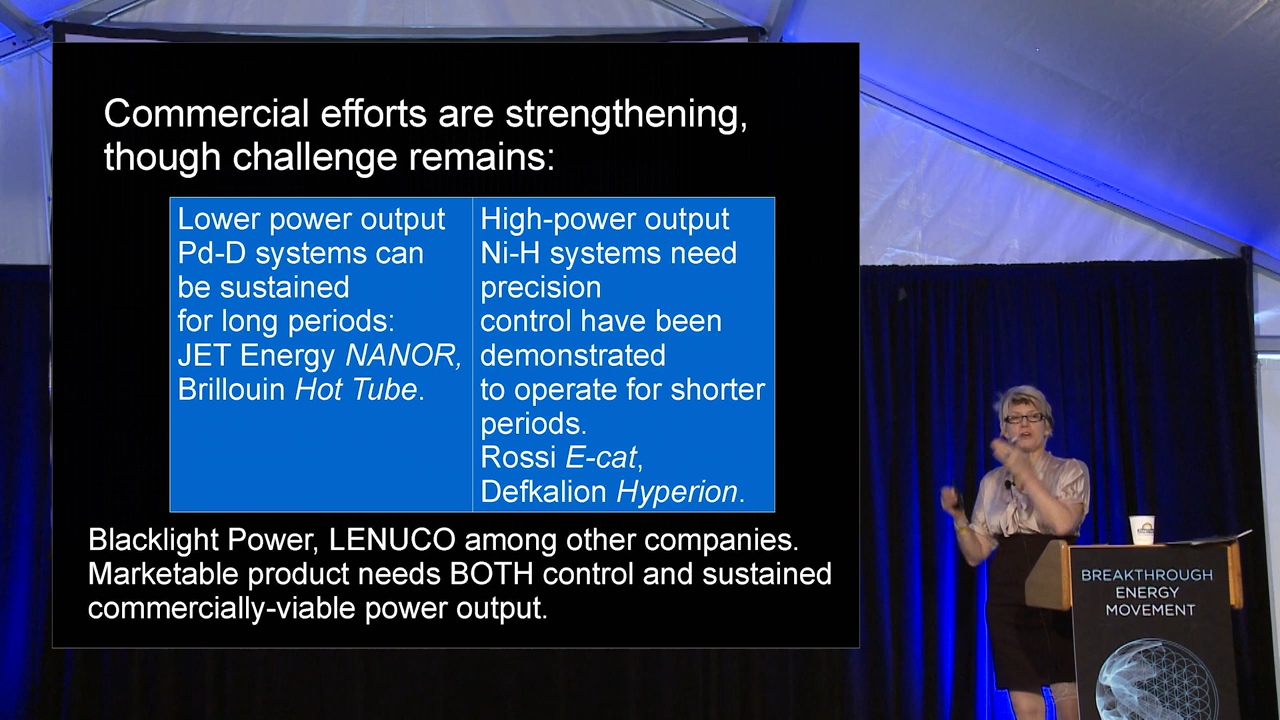 Commercial efforts are strengthening,
though challenge remains:
Lower power output
Pd-D systems can
be sustained
for long periods:
JET Energy NANOR,
Brillouin Hot Tube.
High-power output
Ni-H systems need
precision
control have been
demonstrated
to operate for shorter
periods.
Rossi E-cat,
Defkalion Hyperion.
Blacklight Power, LENUCO among other companies.
Marketable product needs BOTH control and sustained
commercially-viable power output.
BREAKTHROUGH
ENERGY
MOVEMENT